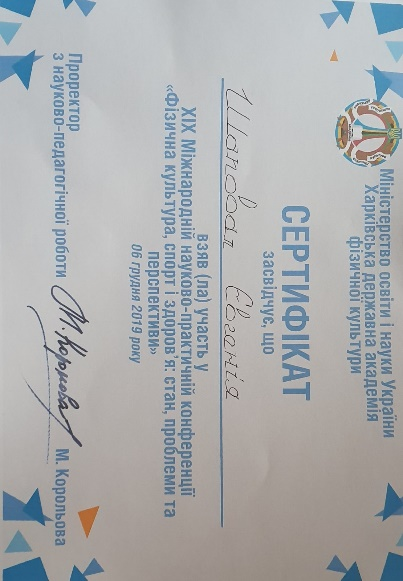 Міністерство освіти і науки України
Харківська державна академія
фізичної культури
СЕРТИФІКАТ
засвідчує, що
Шаповал Євгенія
взяв (ла) участь у
XIX Міжнародній науково-практичній конференції
«Фізична культура, спорт і здоров'я: стан, проблеми та
перспективи»
06 грудня 2019 року
Проректор
з науково-педагогічної роботи М. Корольова